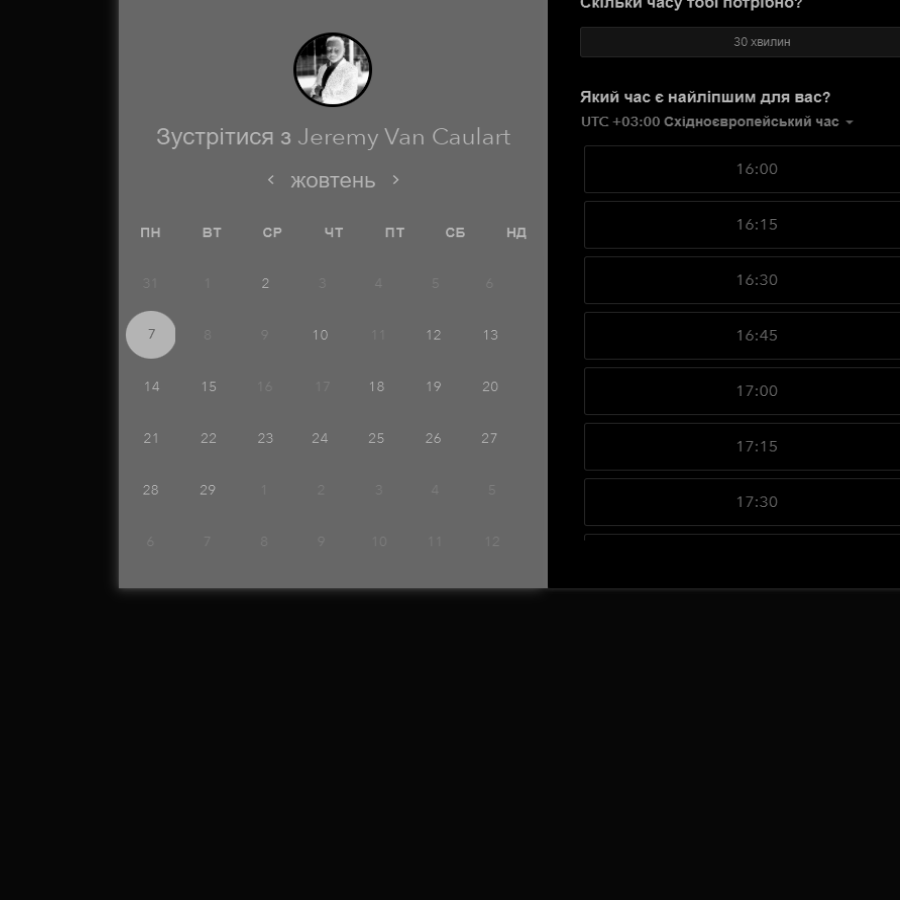 Зустрітися з Jeremy Van Caulart
‹ жовтень ›
ПН ВТ СР ЧТ ПТ СБ НД
31 1 2 3 4 5 6
7 8 9 10 11 12 13
14 15 16 17 18 19 20
21 22 23 24 25 26 27
28 29 1 2 3 4 5
6 7 8 9 10 11 12
Скільки часу тобі потрібно?
30 хвилин
Який час є найліпшим для вас?
UTC +03:00 Східноєвропейський час
16:00
16:15
16:30
16:45
17:00
17:15
17:30